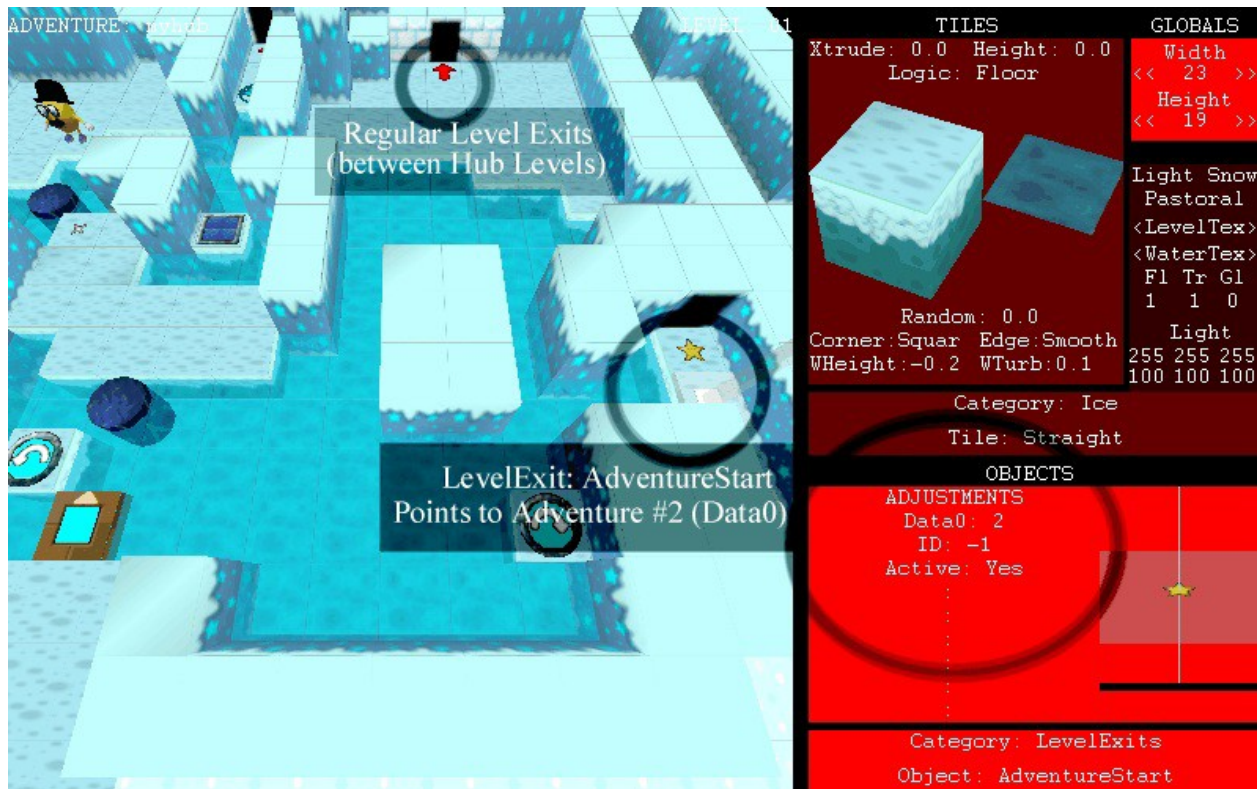 ADVENTURE: myhub
LEVEL: 01
Regular Level Exits
(between Hub Levels)
LevelExit: AdventureStart
Points to Adventure #2 (Data0)
TILES
Xtrude: 0.0 Height: 0.0
Logic: Floor
Random: 0.0
Corner:Squar Edge:Smooth
WHeight:-0.2 WTurb:0.1
Category: Ice
Tile: Straight
GLOBALS
Width
<< 23 >>
Height
<< 19 >>
Light Snow
Pastoral
<LevelTex>
<WaterTex>
Fl Tr Gl
1 1 0
Light
255 255 255
100 100 100
OBJECTS
ADJUSTMENTS
Data0: 2
ID: -1
Active: Yes
Category: LevelExits
Object: AdventureStart